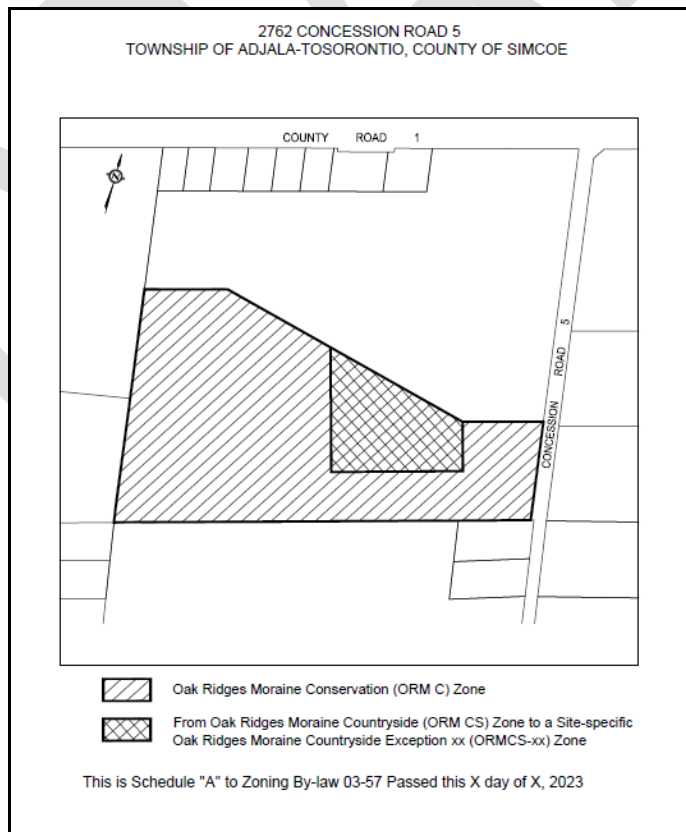 2762 CONCESSION ROAD 5
TOWNSHIP OF ADJALA-TOSORONTIO, COUNTY OF SIMCOE
COUNTY ROAD 1
N
CONCESSION ROAD 5
Oak Ridges Moraine Conservation (ORM C) Zone
From Oak Ridges Moraine Countryside (ORM CS) Zone to a Site-specific
Oak Ridges Moraine Countryside Exception xx (ORMCS-xx) Zone
This is Schedule "A" to Zoning By-law 03-57 Passed this X day of X, 2023